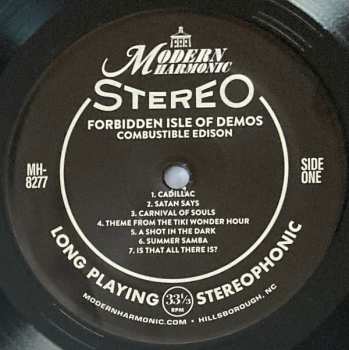 MODERN
HARMONIC
STEREO
FORBIDDEN ISLE OF DEMOS
COMBUSTIBLE EDISON
MH-
8277
SIDE
ONE
1. CADILLAC
2. SATAN SAYS
3. CARNIVAL OF SOULS
4. THEME FROM THE TIKI WONDER HOUR
5. A SHOT IN THE DARK
6. SUMMER SAMBA
7. IS THAT ALL THERE IS?
LONG PLAYING 33⅓ RPM STEREOPHONIC
MODERNHARMONIC.COM • HILLSBOROUGH, NC